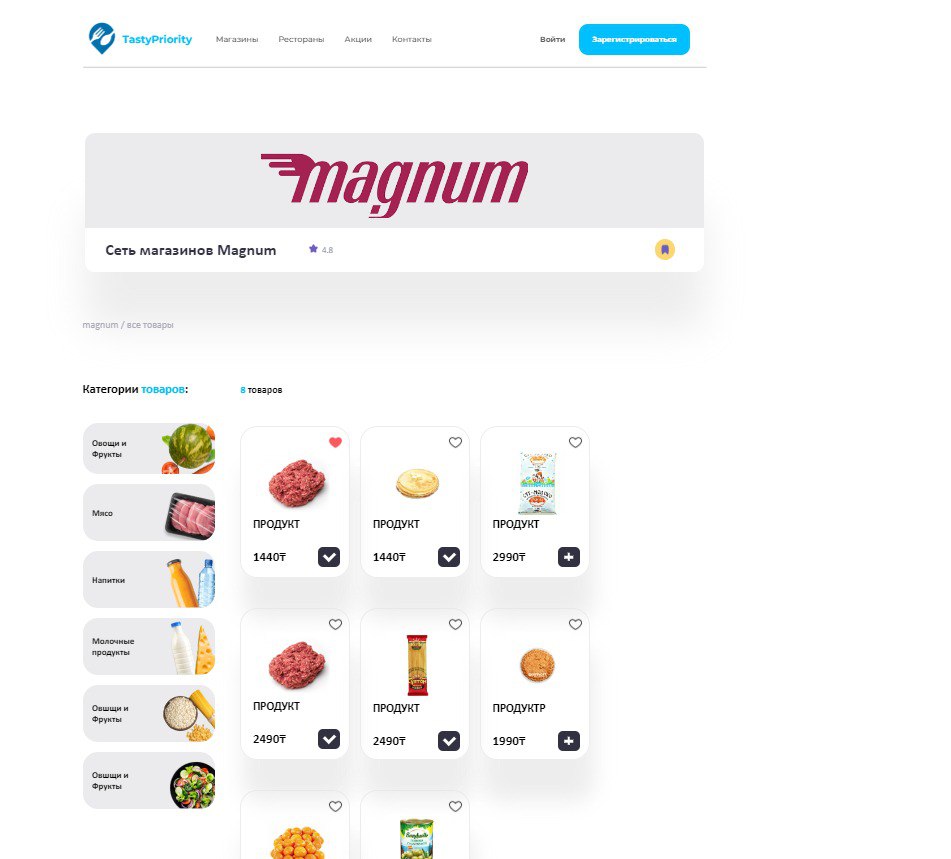 TastyPriority Магазины Рестораны Акции Контакты Войти Зарегистрироваться
magnum
Сеть магазинов Magnum 4,8
magnum / все товары
Категории товаров:
8 товаров
Овощи и
Фрукты
Мясо
Напитки
Молочные
продукты
Овшщи и
Фрукты
Овшщи и
Фрукты
ПРОДУКТ ПРОДУКТ ПРОДУКТ
1440₸ 1440₸ 2990₸
ПРОДУКТ ПРОДУКТ ПРОДУКТР
2490₸ 2490₸ 1990₸